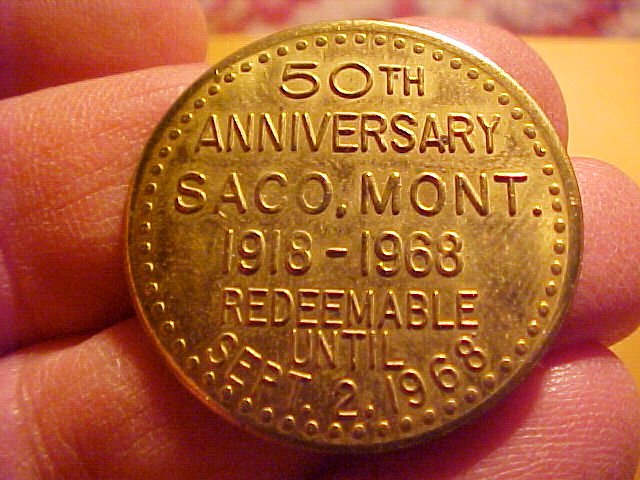 50TH
ANNIVERSARY
SACO, MONT.
1918 - 1968
REDEEMABLE
UNTIL
SEPT. 2, 1968